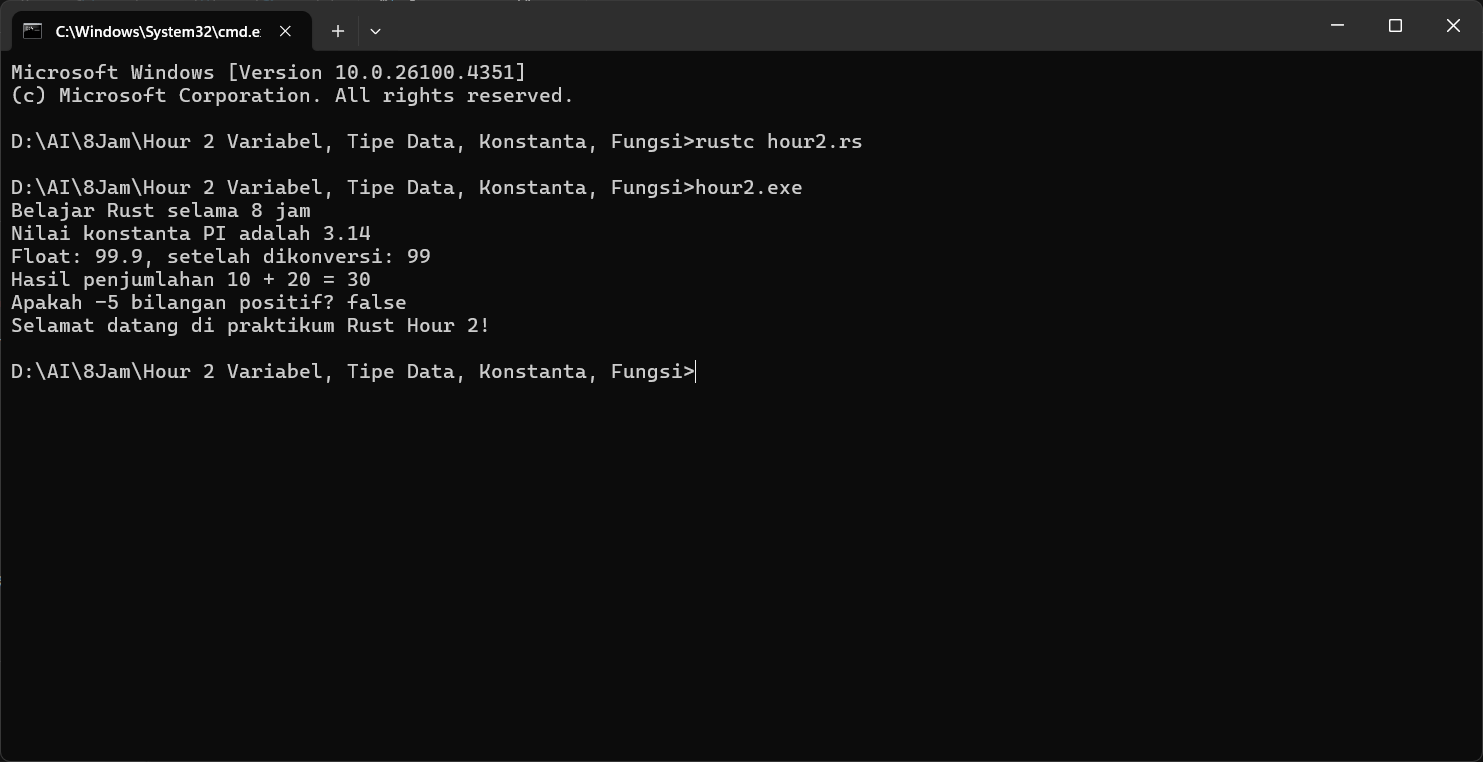 C:\Windows\System32\cmd.e
Microsoft Windows [Version 10.0.26100.4351]
(c) Microsoft Corporation. All rights reserved.
D:\AI\8Jam\Hour 2 Variabel, Tipe Data, Konstanta, Fungsi>rustc hour2.rs
D:\AI\8Jam\Hour 2 Variabel, Tipe Data, Konstanta, Fungsi>hour2.exe
Belajar Rust selama 8 jam
Nilai konstanta PI adalah 3.14
Float: 99.9, setelah dikonversi: 99
Hasil penjumlahan 10 + 20 = 30
Apakah -5 bilangan positif? false
Selamat datang di praktikum Rust Hour 2!
D:\AI\8Jam\Hour 2 Variabel, Tipe Data, Konstanta, Fungsi>